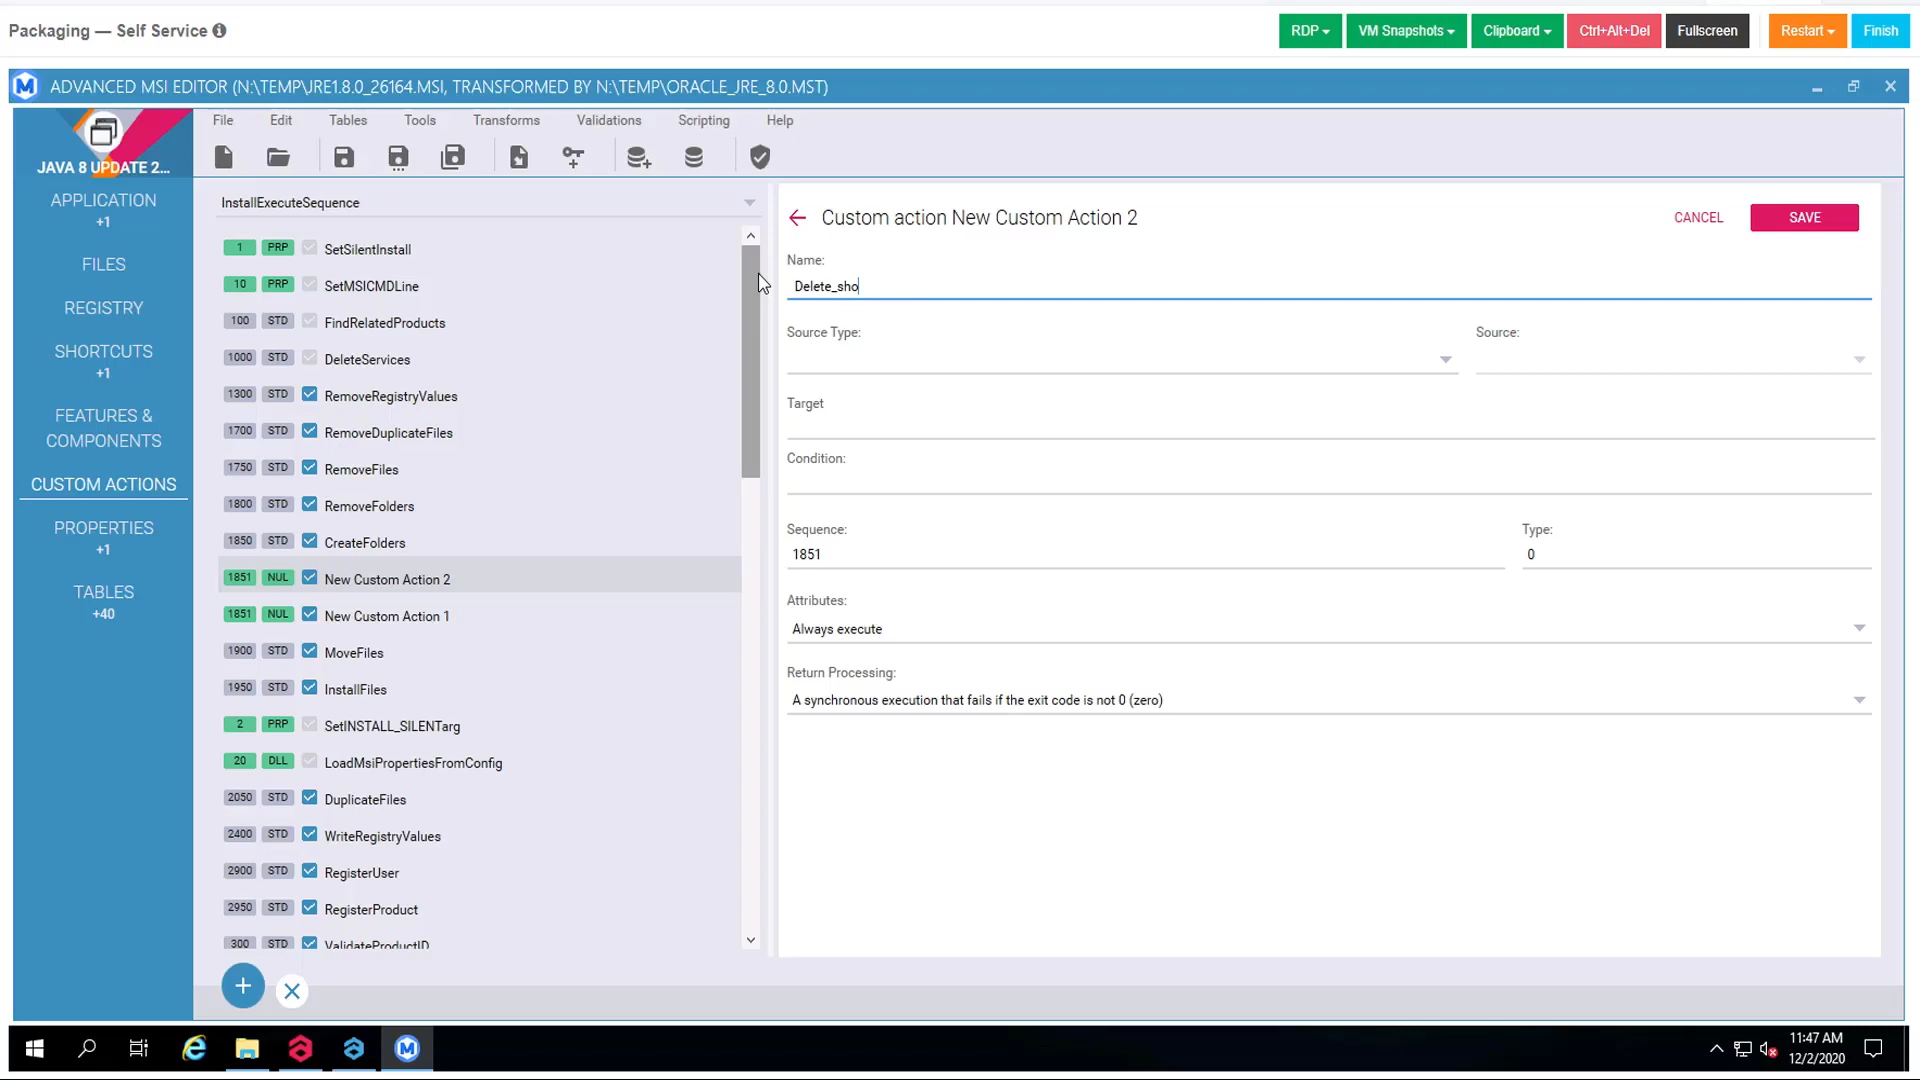 Packaging — Self Service
RDP
VM Snapshots
Clipboard
Ctrl+Alt+Del
Fullscreen
Restart
Finish
ADVANCED MSI EDITOR (N:\TEMP\JRE1.8.0_26164.MSI, TRANSFORMED BY N:\TEMP\ORACLE_JRE_8.0.MST)
JAVA 8 UPDATE 2...
APPLICATION
+1
FILES
REGISTRY
SHORTCUTS
+1
FEATURES &
COMPONENTS
CUSTOM ACTIONS
PROPERTIES
+1
TABLES
+40
File Edit Tables Tools Transforms Validations Scripting Help
InstallExecuteSequence
1 PRP SetSilentInstall
10 PRP SetMSICMDLine
100 STD FindRelatedProducts
1000 STD DeleteServices
1300 STD RemoveRegistryValues
1700 STD RemoveDuplicateFiles
1750 STD RemoveFiles
1800 STD RemoveFolders
1850 STD CreateFolders
1851 NUL New Custom Action 2
1851 NUL New Custom Action 1
1900 STD MoveFiles
1950 STD InstallFiles
2 PRP SetINSTALL_SILENTarg
20 DLL LoadMsiPropertiesFromConfig
2050 STD DuplicateFiles
2400 STD WriteRegistryValues
2900 STD RegisterUser
2950 STD RegisterProduct
300 STD ValidateProductID
Custom action New Custom Action 2
CANCEL
SAVE
Name:
Delete_sho
Source Type:
Source:
Target
Condition:
Sequence:
1851
Type:
0
Attributes:
Always execute
Return Processing:
A synchronous execution that fails if the exit code is not 0 (zero)
11:47 AM
12/2/2020